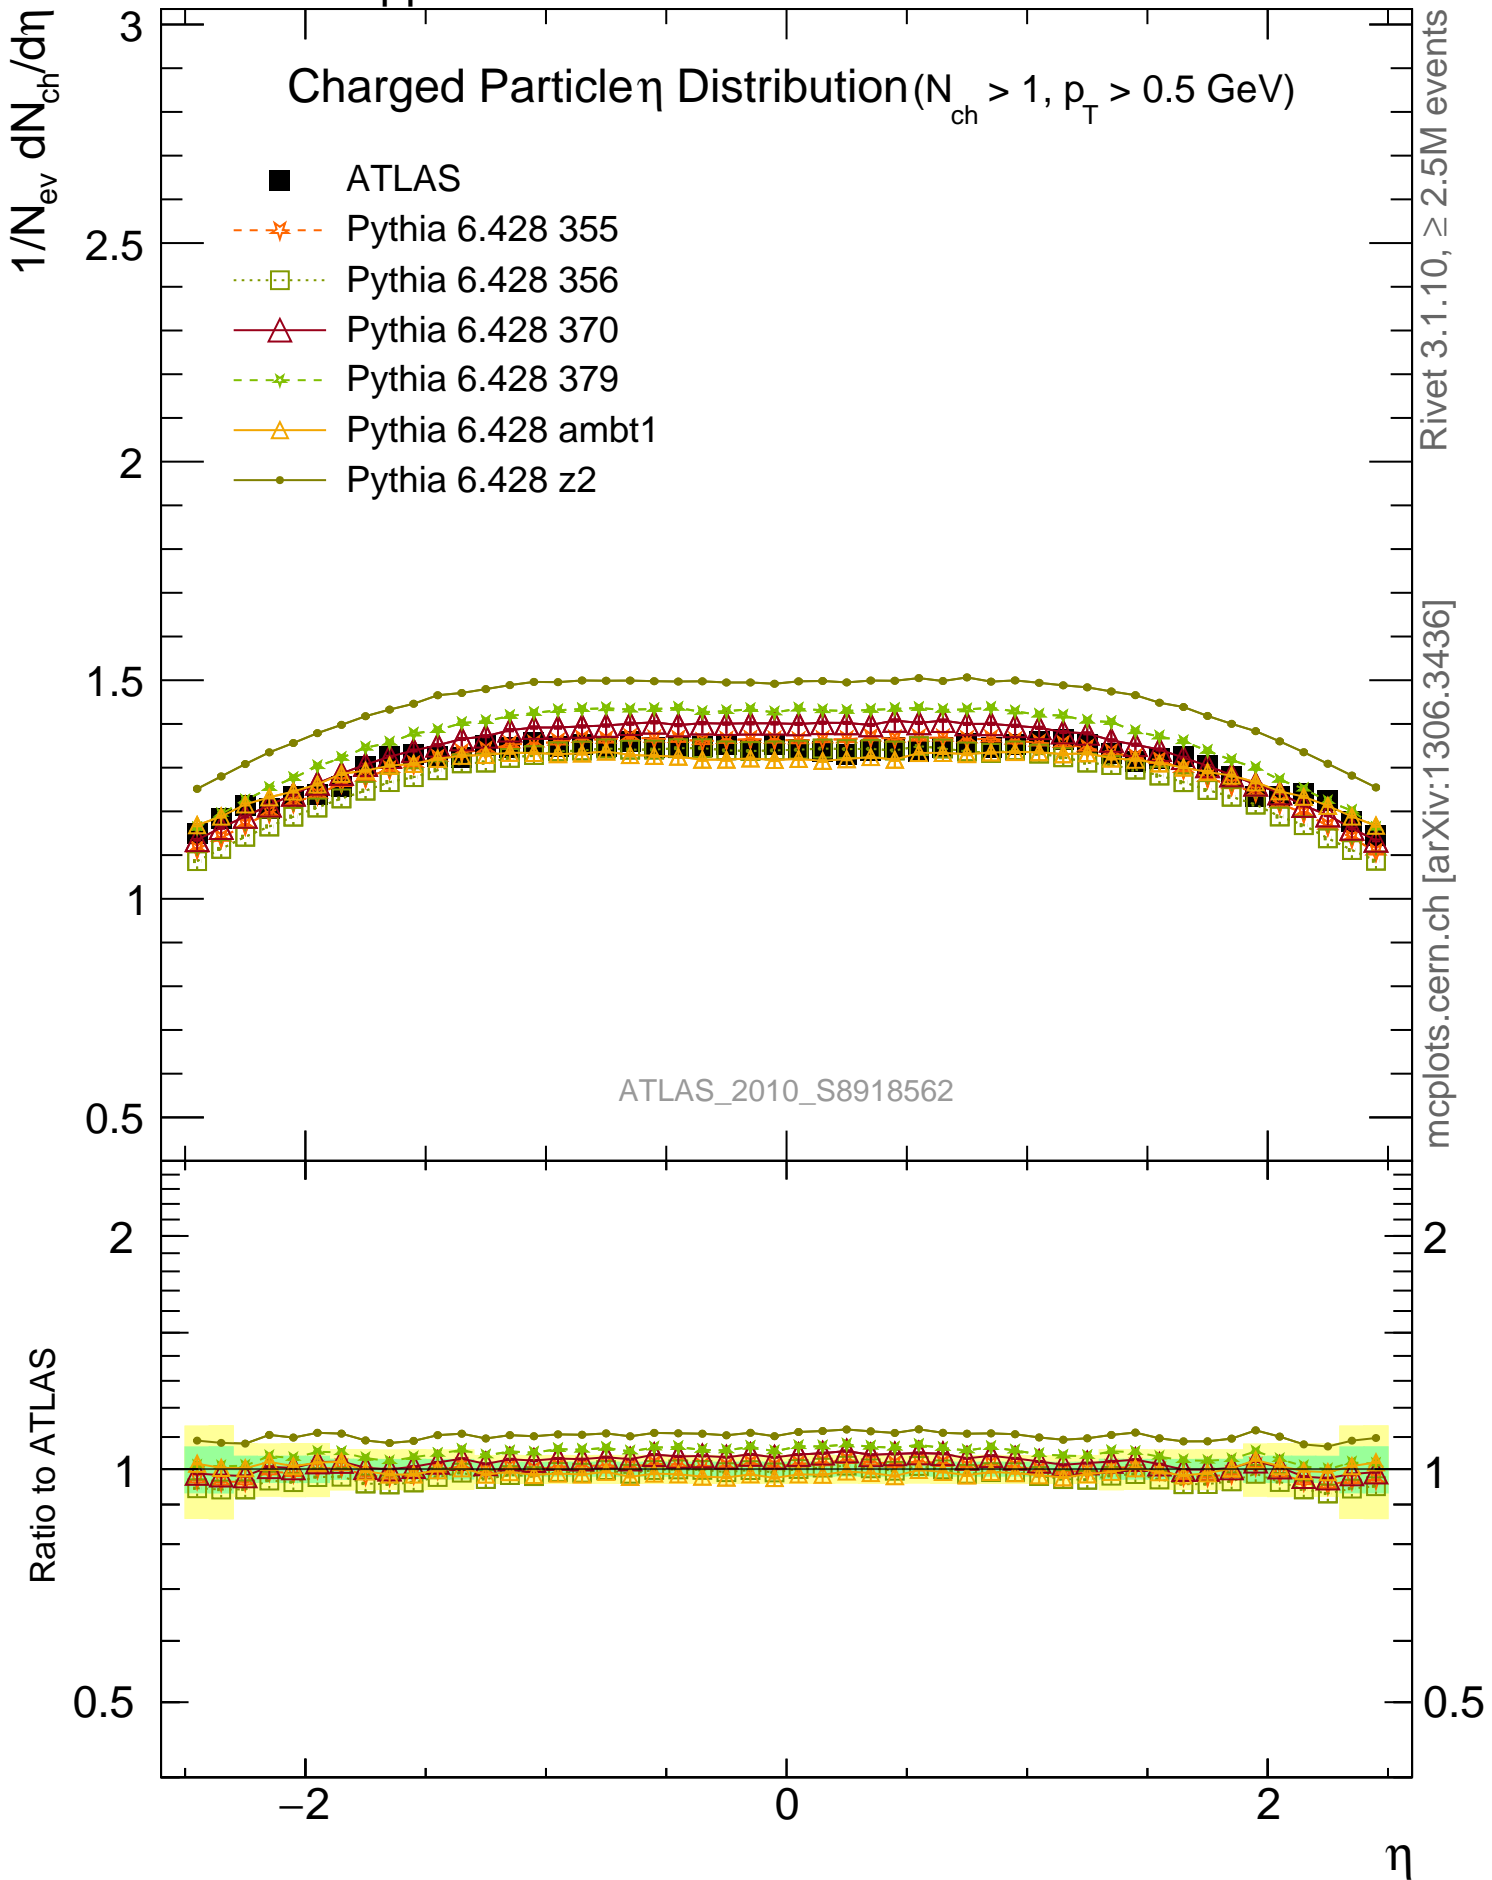 pp
Charged Particle η Distribution (N_ch > 1, p_T > 0.5 GeV)
1/N_ev dN_ch/dη
ATLAS
Pythia 6.428 355
Pythia 6.428 356
Pythia 6.428 370
Pythia 6.428 379
Pythia 6.428 ambt1
Pythia 6.428 z2
3
2.5
2
1.5
1
0.5
ATLAS_2010_S8918562
Rivet 3.1.10, ≥ 2.5M events
mcplots.cern.ch [arXiv:1306.3436]
Ratio to ATLAS
2
1
0.5
2
1
0.5
−2
0
2
η